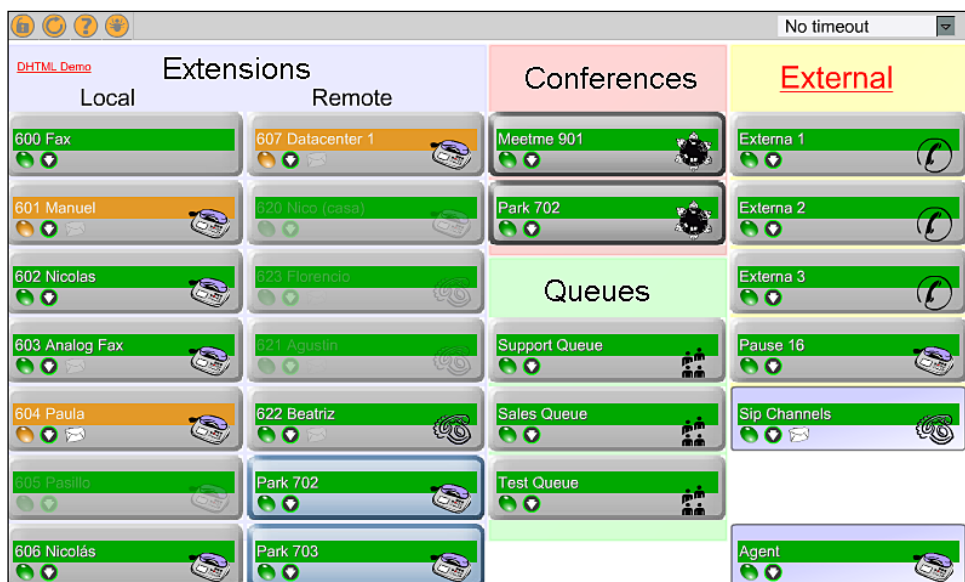 No timeout
DHTML Demo
Extensions
Local
Remote
Conferences
External
600 Fax
607 Datacenter 1
Meetme 901
Externa 1
601 Manuel
620 Nico (casa)
Park 702
Externa 2
602 Nicolas
623 Florencio
Queues
Externa 3
603 Analog Fax
621 Agustin
Support Queue
Pause 16
604 Paula
622 Beatriz
Sales Queue
Sip Channels
605 Pasillo
Park 702
Test Queue
606 Nicolás
Park 703
Agent